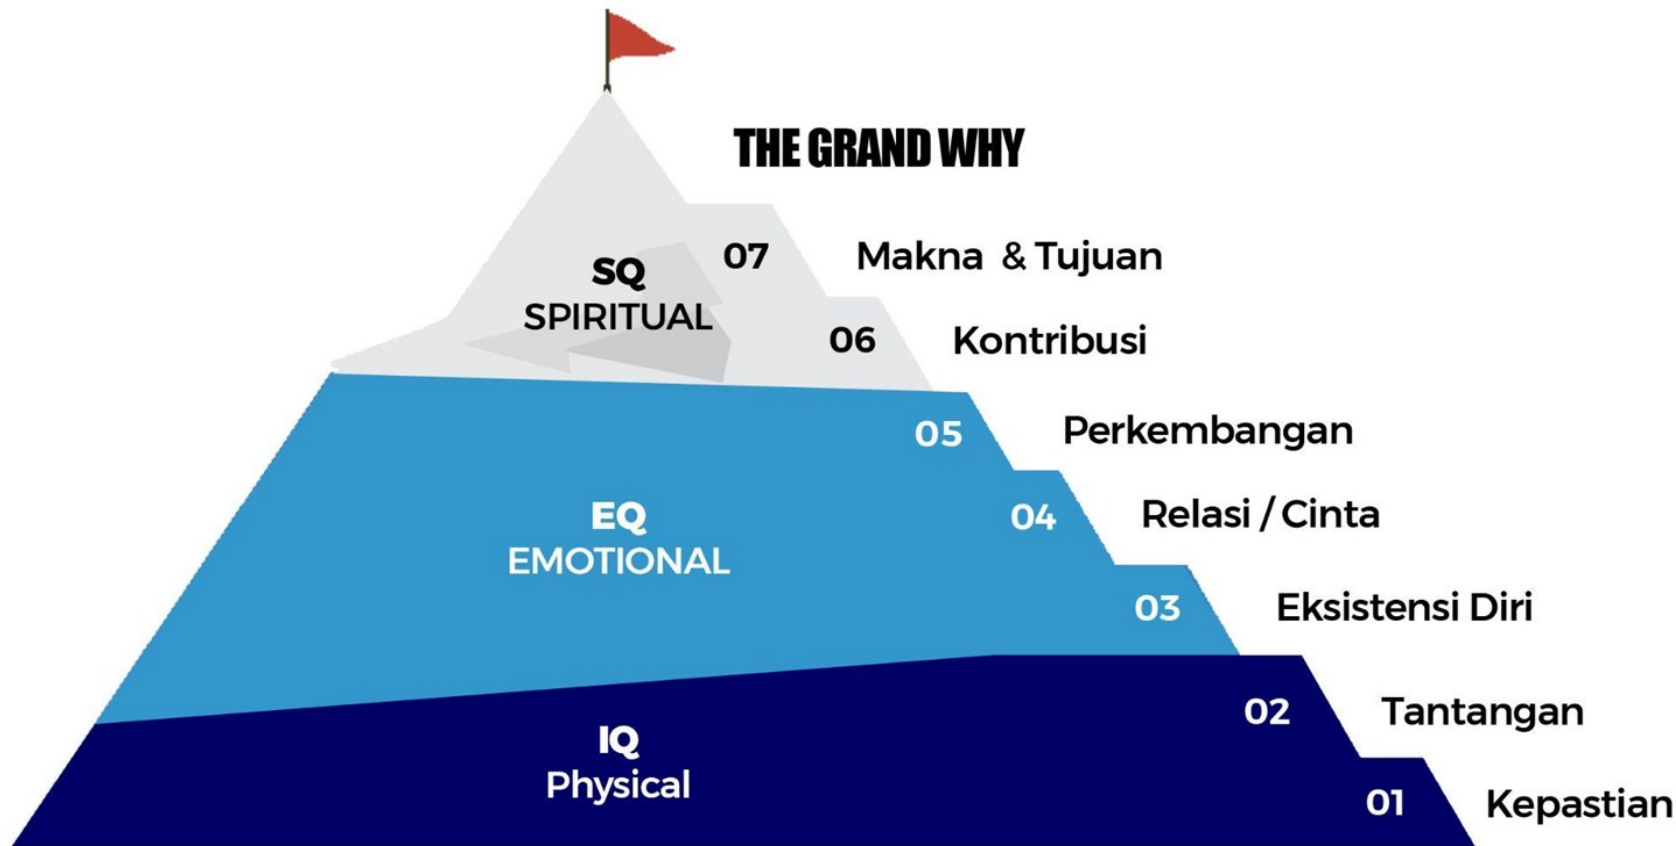 THE GRAND WHY
SQ
SPIRITUAL
07 Makna & Tujuan
06 Kontribusi
05 Perkembangan
EQ
EMOTIONAL
04 Relasi / Cinta
03 Eksistensi Diri
IQ
Physical
02 Tantangan
01 Kepastian